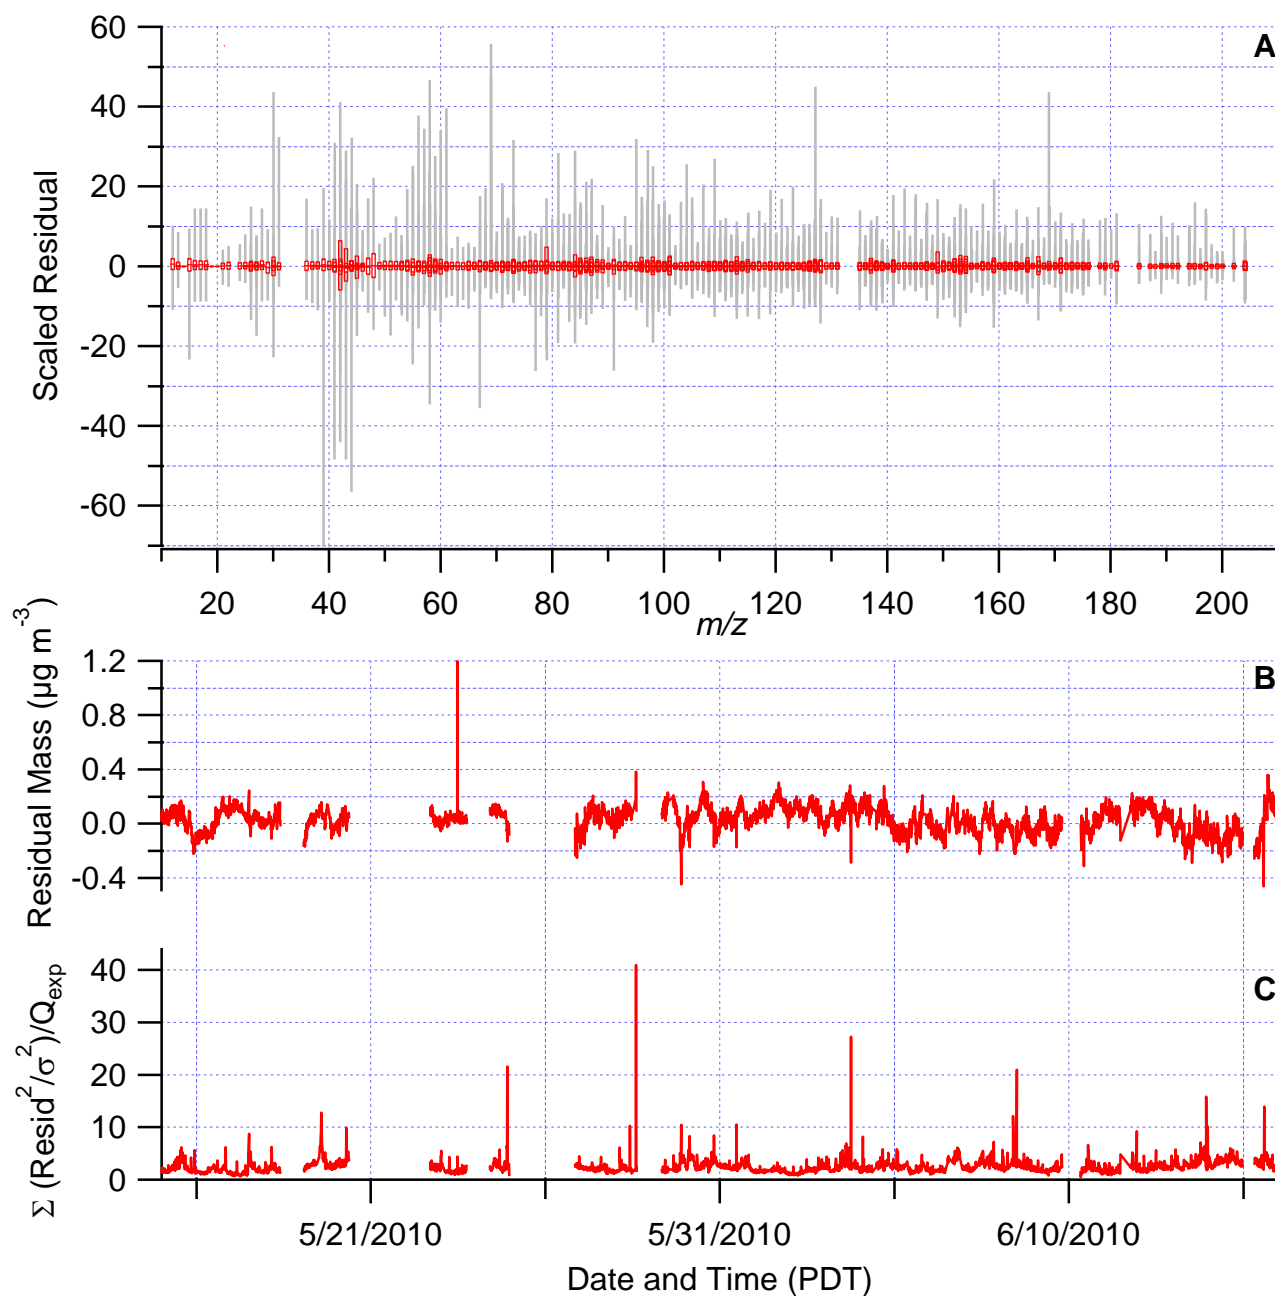 A
60
40
20
0
-20
-40
-60
Scaled Residual
20 40 60 80 100 120 140 160 180 200
m/z
B
1.2
0.8
0.4
0.0
-0.4
Residual Mass (µg m⁻³)
C
40
30
20
10
0
Σ (Resid²/σ²)/Q_exp
5/21/2010 5/31/2010 6/10/2010
Date and Time (PDT)